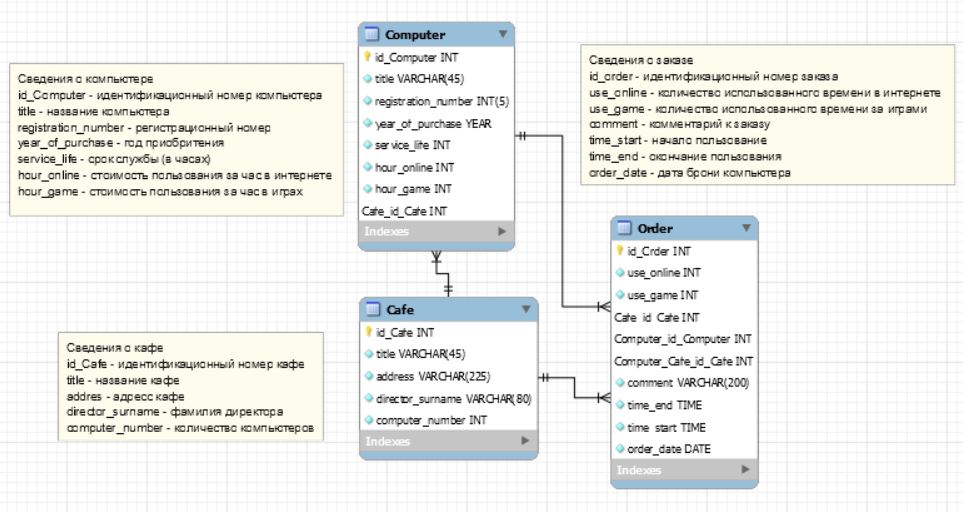 Computer
id_Computer INT
title VARCHAR(45)
registration_number INT(5)
year_of_purchase YEAR
service_life INT
hour_online INT
hour_game INT
Cafe_id_Cafe INT
Indexes
Сведения о компьютере
id_Computer - идентификационный номер компьютера
title - название компьютера
registration_number - регистрационный номер
year_of_purchase - год приобритения
service_life - срок службы (в часах)
hour_online - стоимость пользования за час в интернете
hour_game - стоимость пользования за час в играх
Сведения о заказе
id_order - идентификационный номер заказа
use_online - количество использованного времени в интернете
use_game - количество использованного времени за играми
comment - комментарий к заказу
time_start - начало пользование
time_end - окончание пользования
order_date - дата брони компьютера
Order
id_Order INT
use_online INT
use_game INT
Cafe_id_Cafe INT
Computer_id_Computer INT
Computer_Cafe_id_Cafe INT
comment VARCHAR(200)
time_end TIME
time_start TIME
order_date DATE
Indexes
Cafe
id_Cafe INT
title VARCHAR(45)
address VARCHAR(225)
director_surname VARCHAR(80)
computer_number INT
Indexes
Сведения о кафе
id_Cafe - идентификационный номер кафе
title - название кафе
addres - адресс кафе
director_surname - фамилия директора
computer_number - количество компьютеров